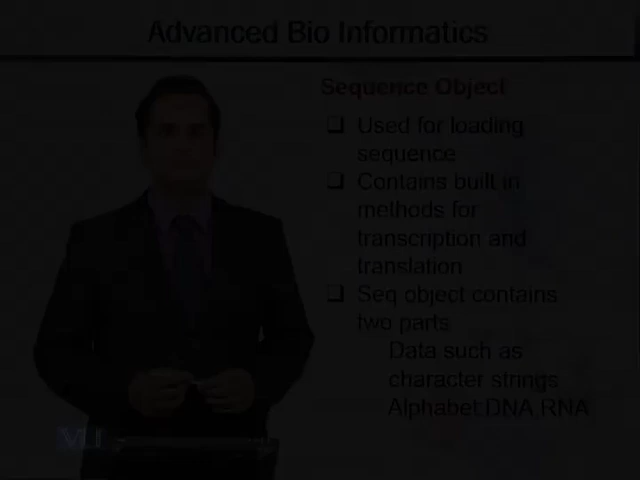 Advanced Bio Informatics
Sequence Object
❑ Used for loading
sequence
❑ Contains built in
methods for
transcription and
translation
❑ Seq object contains
two parts
Data such as
character strings
Alphabet:DNA,RNA